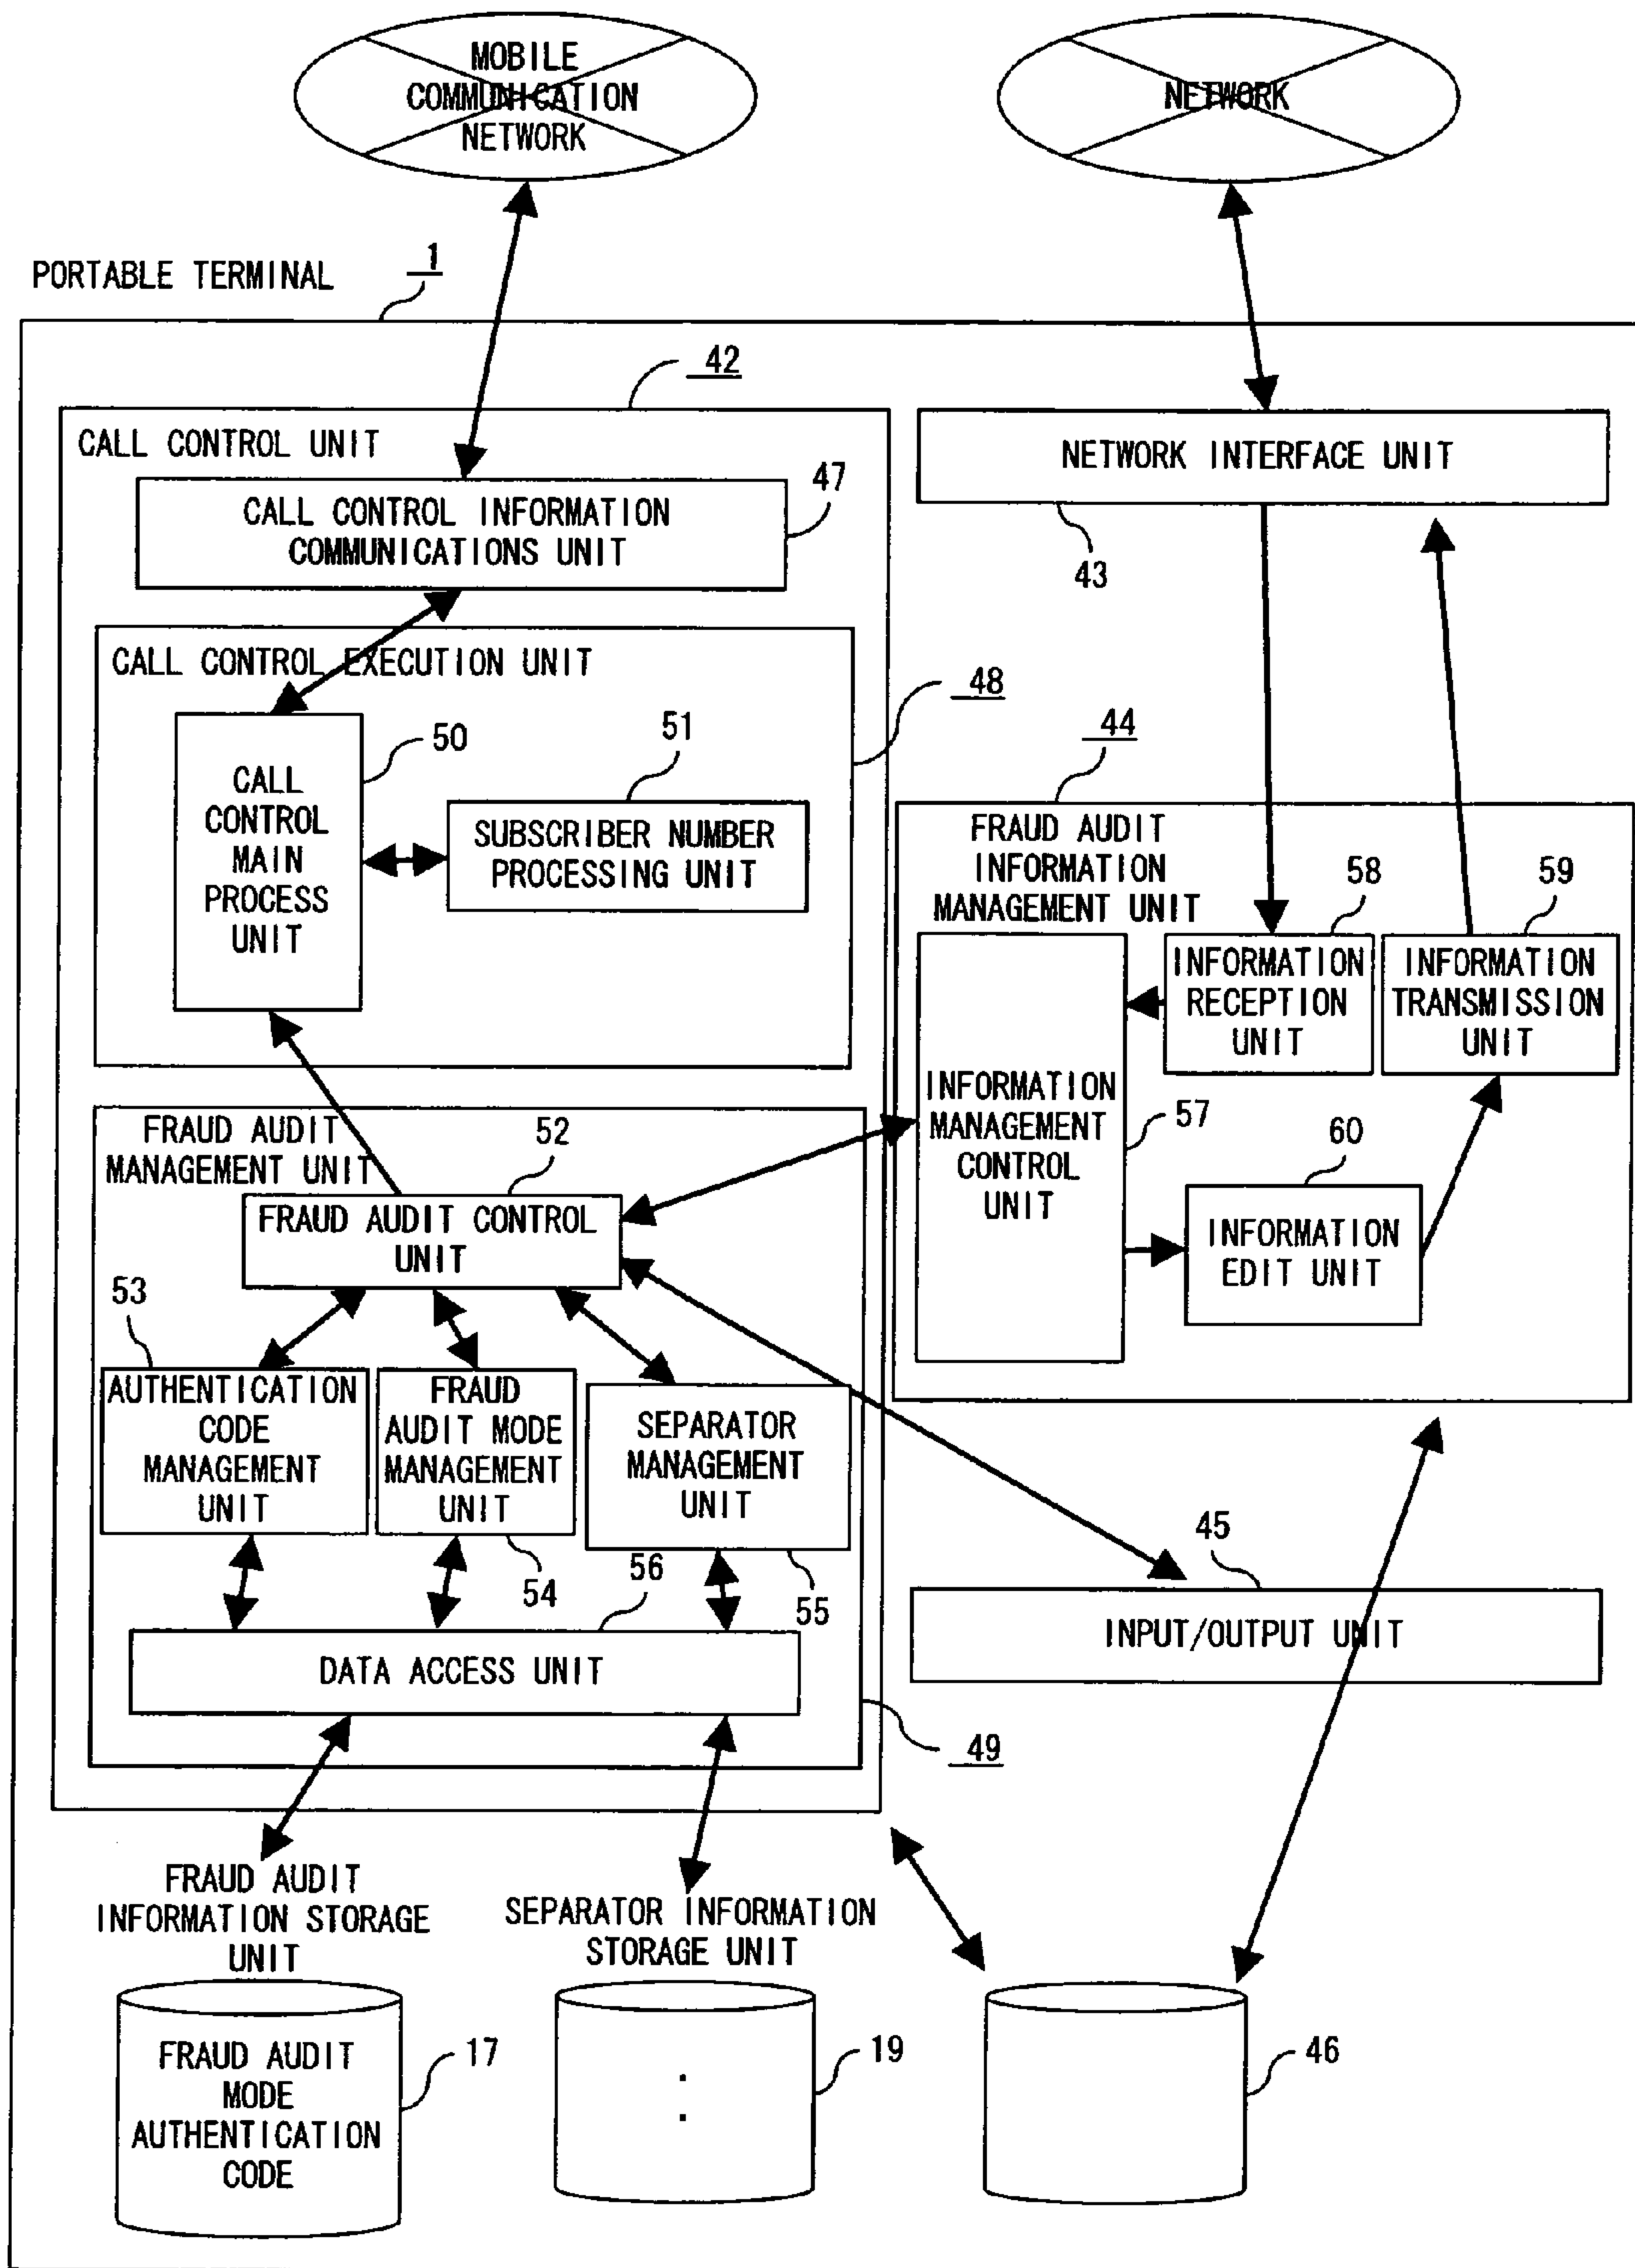 MOBILE
COMMUNICATION
NETWORK
NETWORK
PORTABLE TERMINAL
1
42
CALL CONTROL UNIT
NETWORK INTERFACE UNIT
43
CALL CONTROL INFORMATION
COMMUNICATIONS UNIT
47
CALL CONTROL EXECUTION UNIT
48
50
51
CALL
CONTROL
MAIN
PROCESS
UNIT
SUBSCRIBER NUMBER
PROCESSING UNIT
44
FRAUD AUDIT
INFORMATION
MANAGEMENT UNIT
58
59
INFORMATION
RECEPTION
UNIT
INFORMATION
TRANSMISSION
UNIT
INFORMATION
MANAGEMENT
CONTROL
UNIT
57
60
INFORMATION
EDIT UNIT
FRAUD AUDIT
MANAGEMENT UNIT
52
FRAUD AUDIT CONTROL
UNIT
53
AUTHENTICATION
CODE
MANAGEMENT
UNIT
FRAUD
AUDIT MODE
MANAGEMENT
UNIT
54
SEPARATOR
MANAGEMENT
UNIT
55
56
DATA ACCESS UNIT
45
INPUT/OUTPUT UNIT
49
FRAUD AUDIT
INFORMATION STORAGE
UNIT
SEPARATOR INFORMATION
STORAGE UNIT
FRAUD AUDIT
MODE
AUTHENTICATION
CODE
17
:
19
46